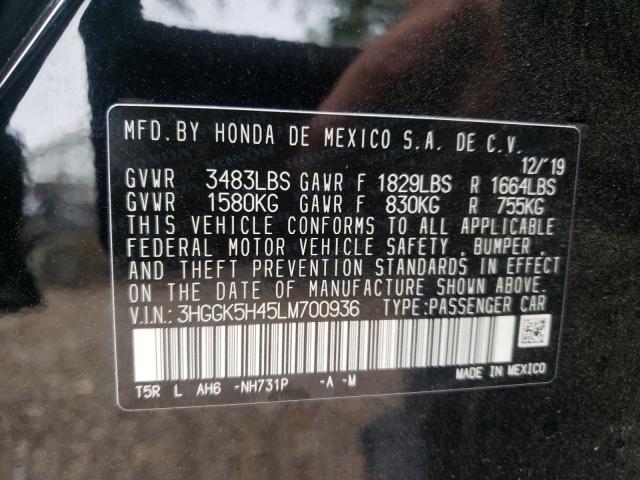 MFD. BY HONDA DE MEXICO S.A. DE C.V.
12/'19
GVWR 3483LBS GAWR F 1829LBS R 1664LBS
GVWR 1580KG GAWR F 830KG R 755KG
THIS VEHICLE CONFORMS TO ALL APPLICABLE
FEDERAL MOTOR VEHICLE SAFETY, BUMPER,
AND THEFT PREVENTION STANDARDS IN EFFECT
ON THE DATE OF MANUFACTURE SHOWN ABOVE.
V.I.N.: 3HGGK5H45LM700936 TYPE:PASSENGER CAR
MADE IN MEXICO
T5R L AH6 -NH731P -A -M